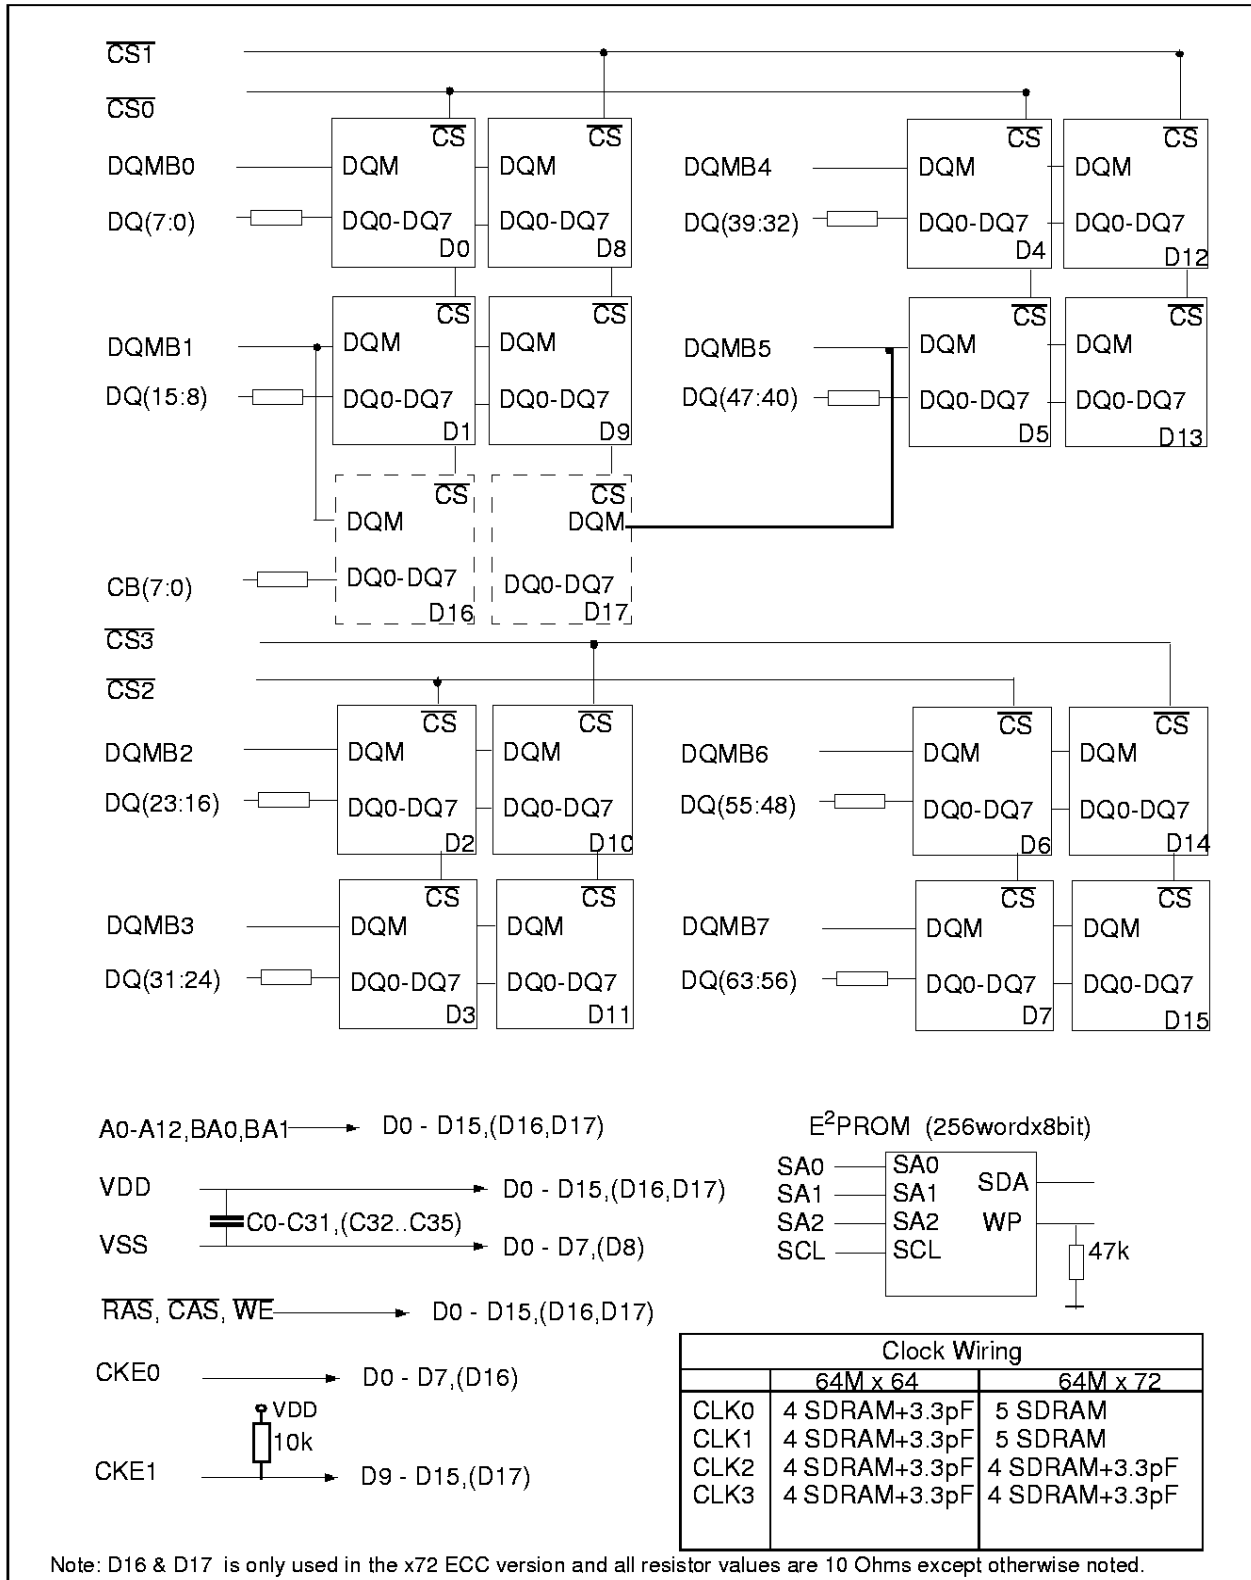 CS1
CS0
CS CS CS CS
DQMB0 DQM DQM DQMB4 DQM DQM
DQ(7:0) DQ0-DQ7 DQ0-DQ7 DQ(39:32) DQ0-DQ7 DQ0-DQ7
D0 D8 D4 D12
CS CS CS CS
DQMB1 DQM DQM DQMB5 DQM DQM
DQ(15:8) DQ0-DQ7 DQ0-DQ7 DQ(47:40) DQ0-DQ7 DQ0-DQ7
D1 D9 D5 D13
CS CS
DQM DQM
CB(7:0) DQ0-DQ7 DQ0-DQ7
D16 D17
CS3
CS2
CS CS CS CS
DQMB2 DQM DQM DQMB6 DQM DQM
DQ(23:16) DQ0-DQ7 DQ0-DQ7 DQ(55:48) DQ0-DQ7 DQ0-DQ7
D2 D10 D6 D14
CS CS CS CS
DQMB3 DQM DQM DQMB7 DQM DQM
DQ(31:24) DQ0-DQ7 DQ0-DQ7 DQ(63:56) DQ0-DQ7 DQ0-DQ7
D3 D11 D7 D15
A0-A12,BA0,BA1 D0 - D15,(D16,D17)
VDD D0 - D15,(D16,D17)
C0-C31,(C32..C35)
VSS D0 - D7,(D8)
RAS, CAS, WE D0 - D15,(D16,D17)
CKE0 D0 - D7,(D16)
VDD
10k
CKE1 D9 - D15,(D17)
E²PROM (256wordx8bit)
SA0 SA0
SA1 SA1 SDA
SA2 SA2 WP
SCL SCL 47k
Clock Wiring
64M x 64 64M x 72
CLK0 4 SDRAM+3.3pF 5 SDRAM
CLK1 4 SDRAM+3.3pF 5 SDRAM
CLK2 4 SDRAM+3.3pF 4 SDRAM+3.3pF
CLK3 4 SDRAM+3.3pF 4 SDRAM+3.3pF
Note: D16 & D17 is only used in the x72 ECC version and all resistor values are 10 Ohms except otherwise noted.